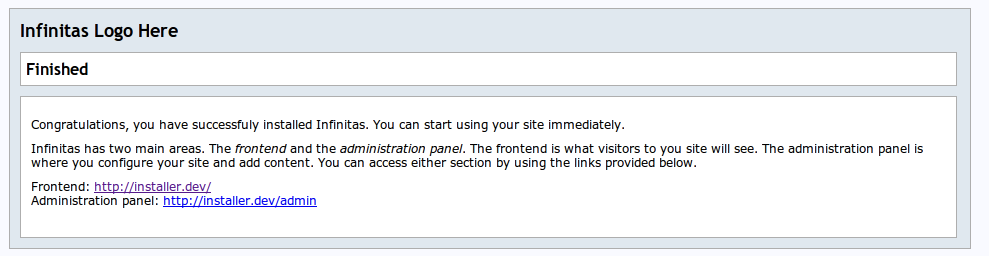 Infinitas Logo Here
Finished
Congratulations, you have successfuly installed Infinitas. You can start using your site immediately.
Infinitas has two main areas. The frontend and the administration panel. The frontend is what visitors to you site will see. The administration panel is
where you configure your site and add content. You can access either section by using the links provided below.
Frontend: http://installer.dev/
Administration panel: http://installer.dev/admin